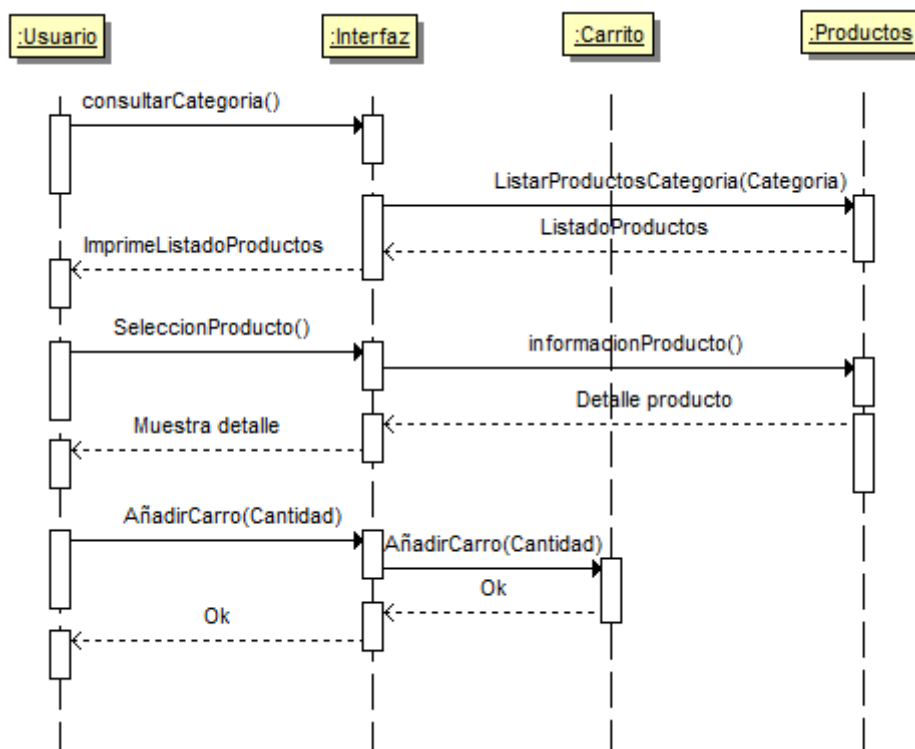 :Usuario
:Interfaz
:Carrito
:Productos
consultarCategoria()
ListarProductosCategoria(Categoria)
ListadoProductos
ImprimeListadoProductos
SeleccionProducto()
informacionProducto()
Detalle producto
Muestra detalle
AñadirCarro(Cantidad)
AñadirCarro(Cantidad)
Ok
Ok